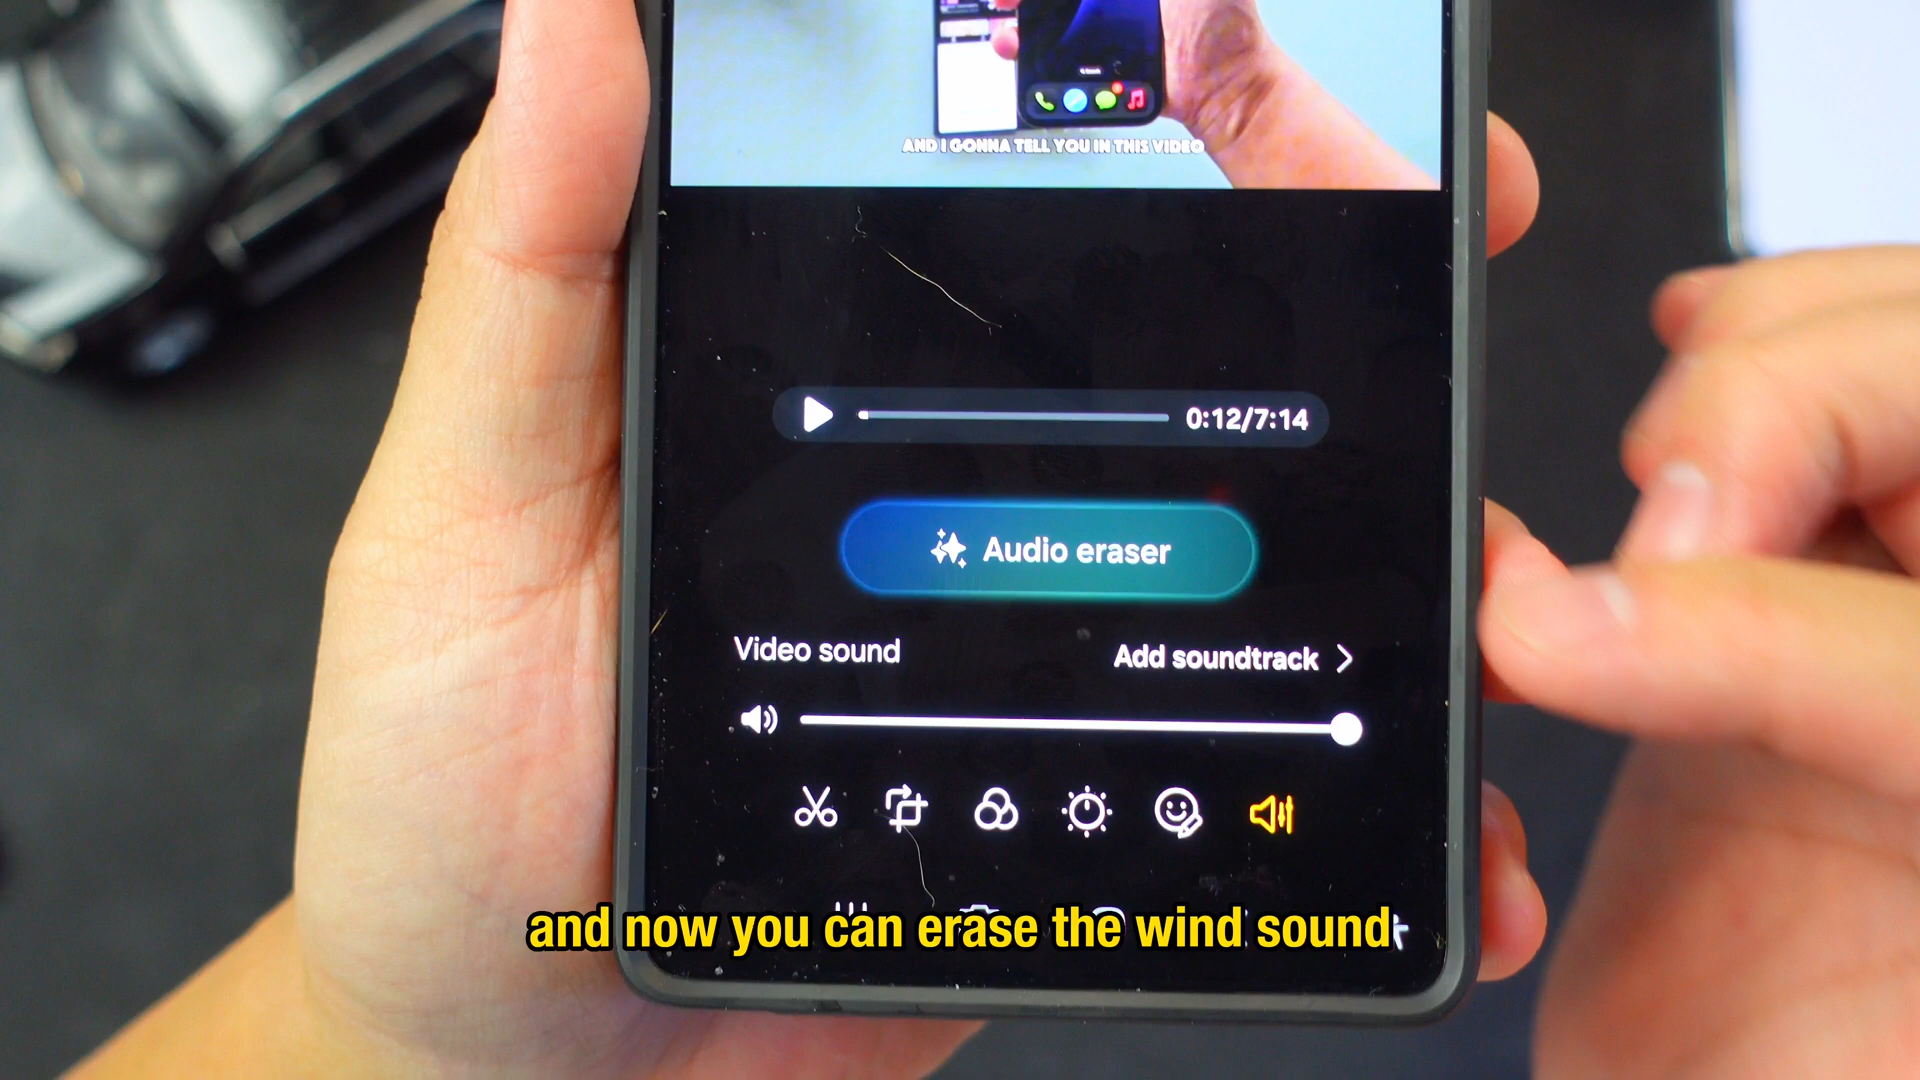 AND I GONNA TELL YOU IN THIS VIDEO
0:12/7:14
Audio eraser
Video sound
Add soundtrack
and now you can erase the wind sound